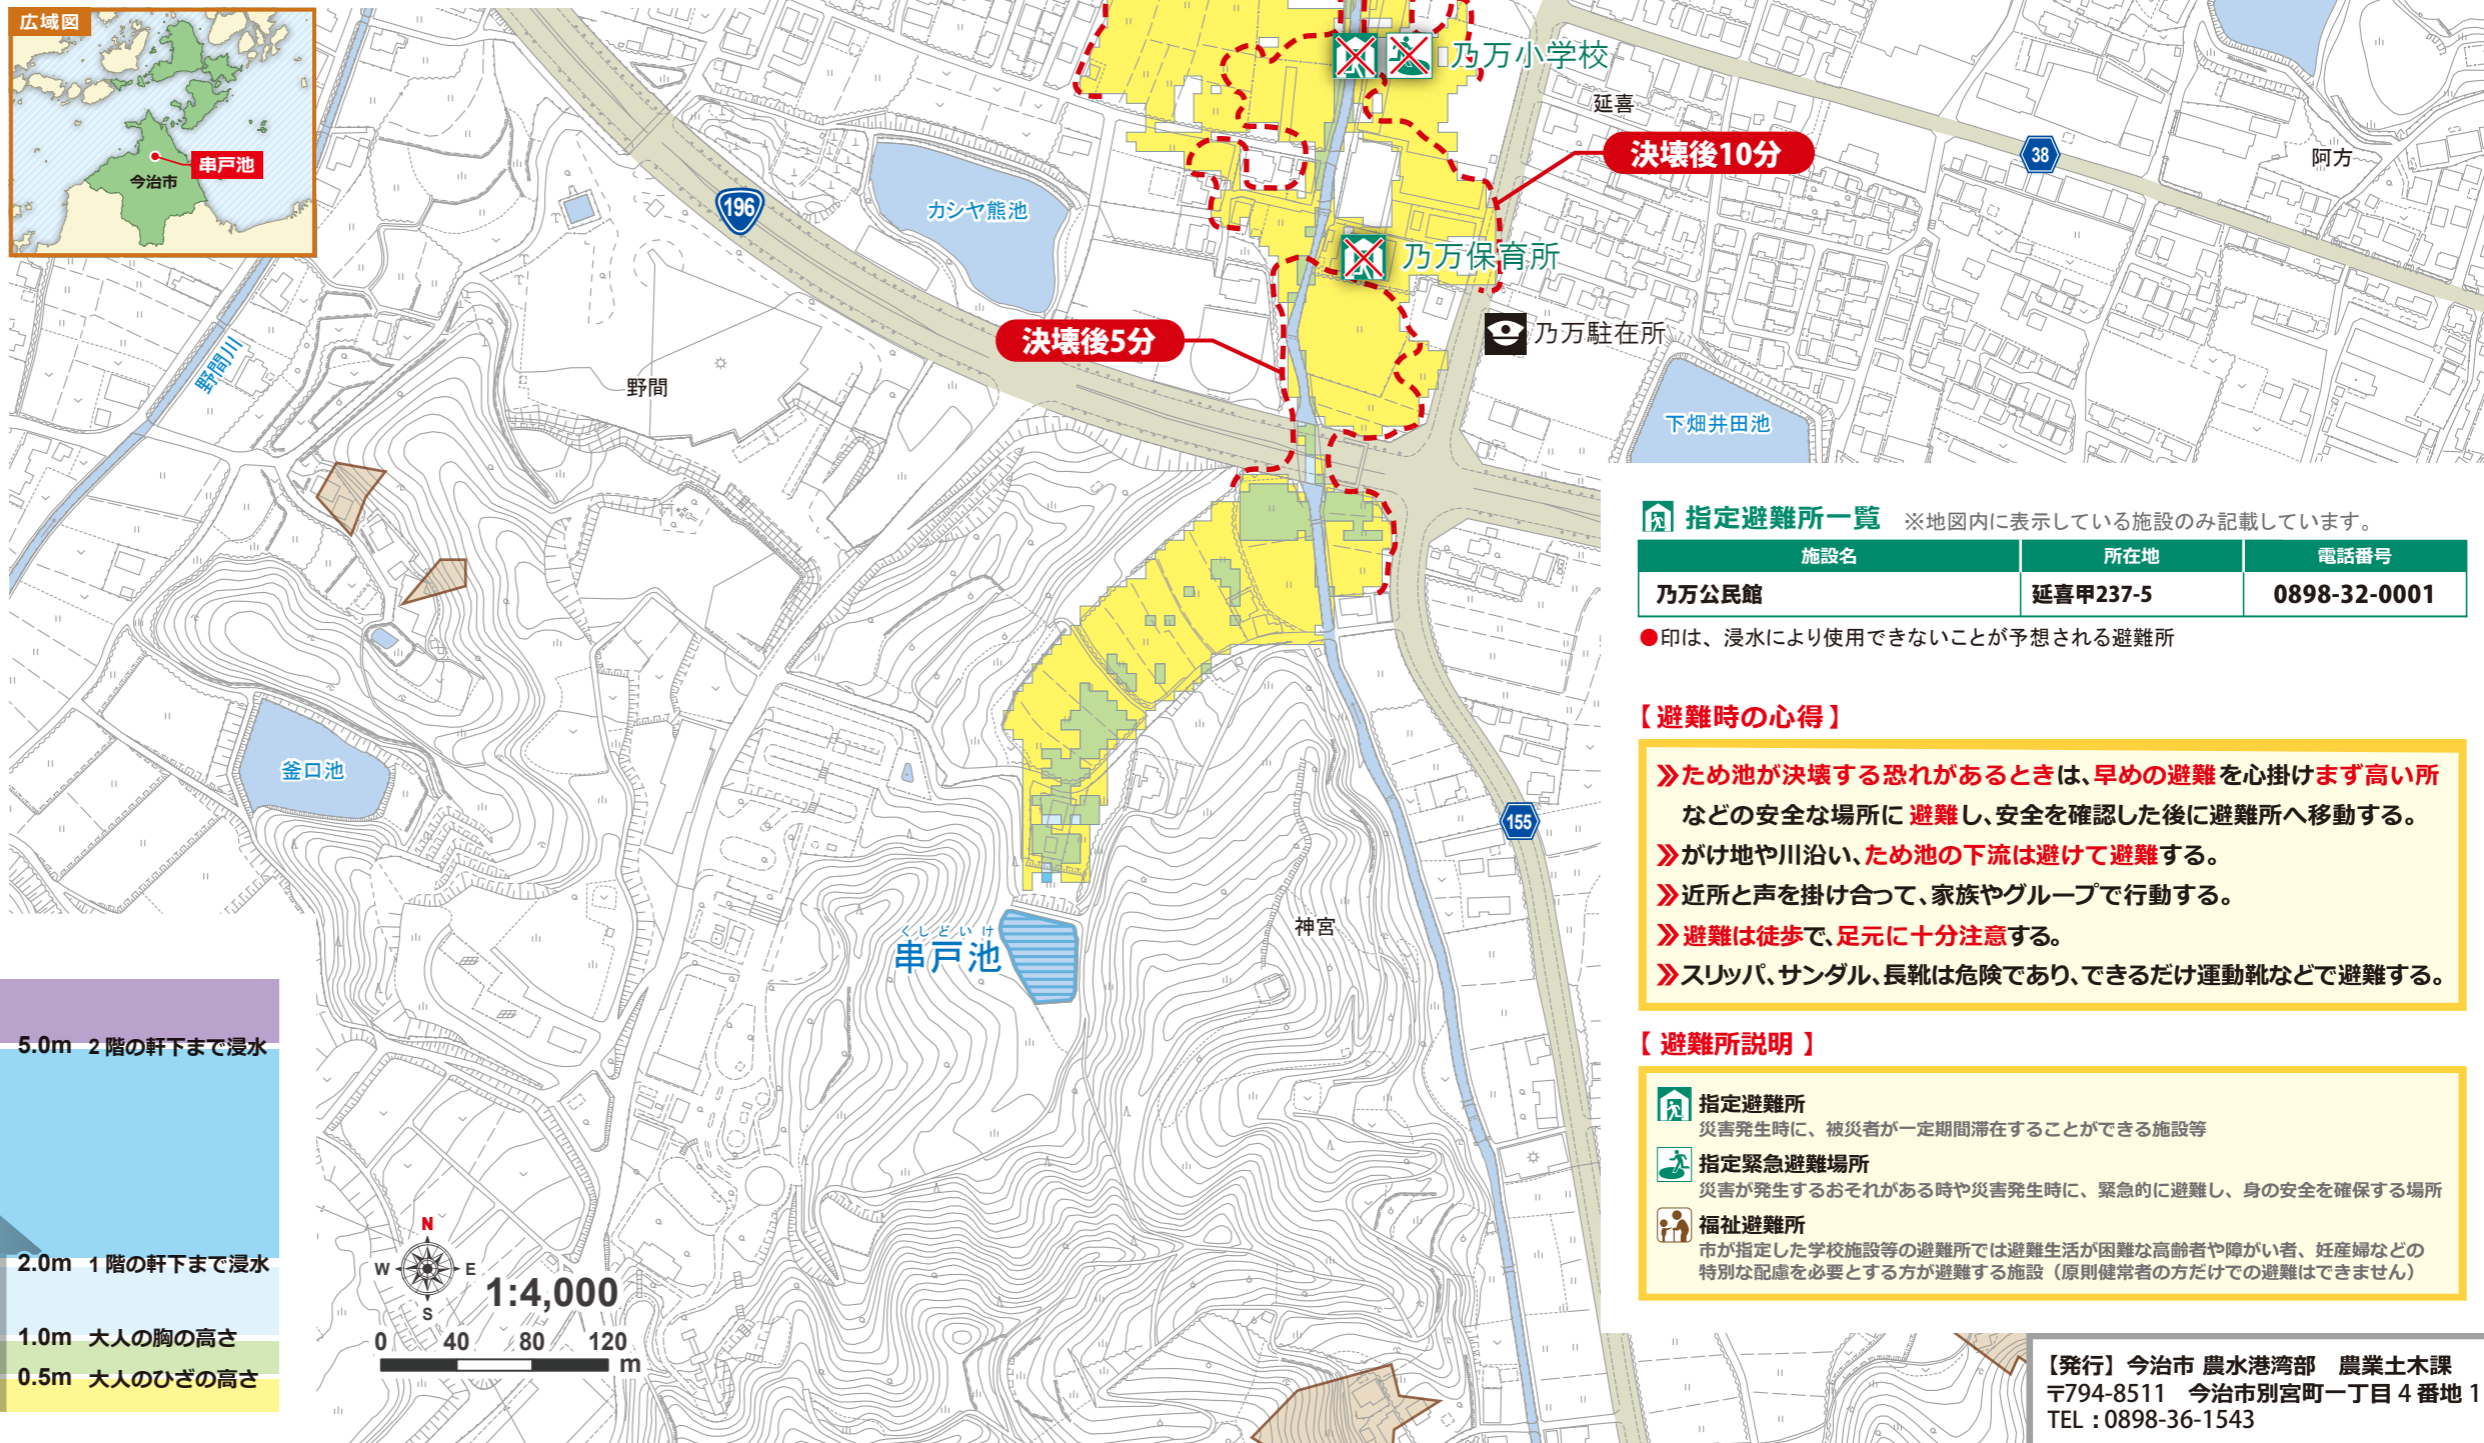 広域図
串戸池
今治市
乃万小学校
延喜
決壊後10分
38
阿方
196
カシヤ熊池
乃万保育所
決壊後5分
乃万駐在所
野間川
野間
下畑井田池
釜口池
155
くしどいけ
串戸池
神宮
指定避難所一覧 ※地図内に表示している施設のみ記載しています。
施設名 所在地 電話番号
乃万公民館 延喜甲237-5 0898-32-0001
●印は、浸水により使用できないことが予想される避難所
【避難時の心得】
≫ため池が決壊する恐れがあるときは、早めの避難を心掛けまず高い所
などの安全な場所に 避難し、安全を確認した後に避難所へ移動する。
≫がけ地や川沿い、ため池の下流は避けて避難する。
≫近所と声を掛け合って、家族やグループで行動する。
≫避難は徒歩で、足元に十分注意する。
≫スリッパ、サンダル、長靴は危険であり、できるだけ運動靴などで避難する。
【 避難所説明 】
指定避難所
災害発生時に、被災者が一定期間滞在することができる施設等
指定緊急避難場所
災害が発生するおそれがある時や災害発生時に、緊急的に避難し、身の安全を確保する場所
福祉避難所
市が指定した学校施設等の避難所では避難生活が困難な高齢者や障がい者、妊産婦などの
特別な配慮を必要とする方が避難する施設（原則健常者の方だけでの避難はできません）
5.0m 2階の軒下まで浸水
2.0m 1階の軒下まで浸水
1.0m 大人の胸の高さ
0.5m 大人のひざの高さ
N
W E
S
1:4,000
0 40 80 120
m
【発行】今治市 農水港湾部 農業土木課
〒794-8511 今治市別宮町一丁目4番地1
TEL：0898-36-1543